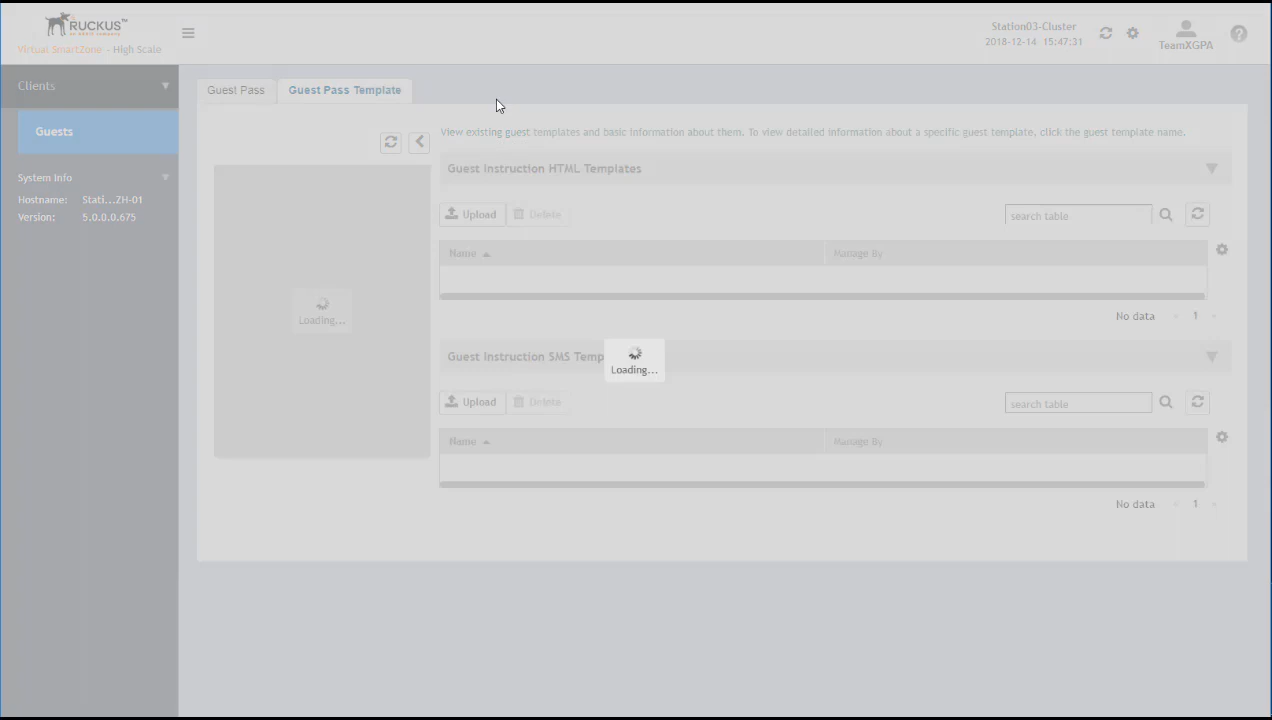 RUCKUS™
Virtual SmartZone - High Scale
Station03-Cluster
2018-12-14 15:47:31
TeamXGPA
Clients
Guests
System Info
Hostname: Stati...ZH-01
Version: 5.0.0.0.675
Guest Pass
Guest Pass Template
View existing guest templates and basic information about them. To view detailed information about a specific guest template, click the guest template name.
Guest Instruction HTML Templates
Upload
Delete
search table
Name
Manage By
No data
1
Loading...
Guest Instruction SMS Temp
Loading...
Upload
Delete
search table
Name
Manage By
No data
1